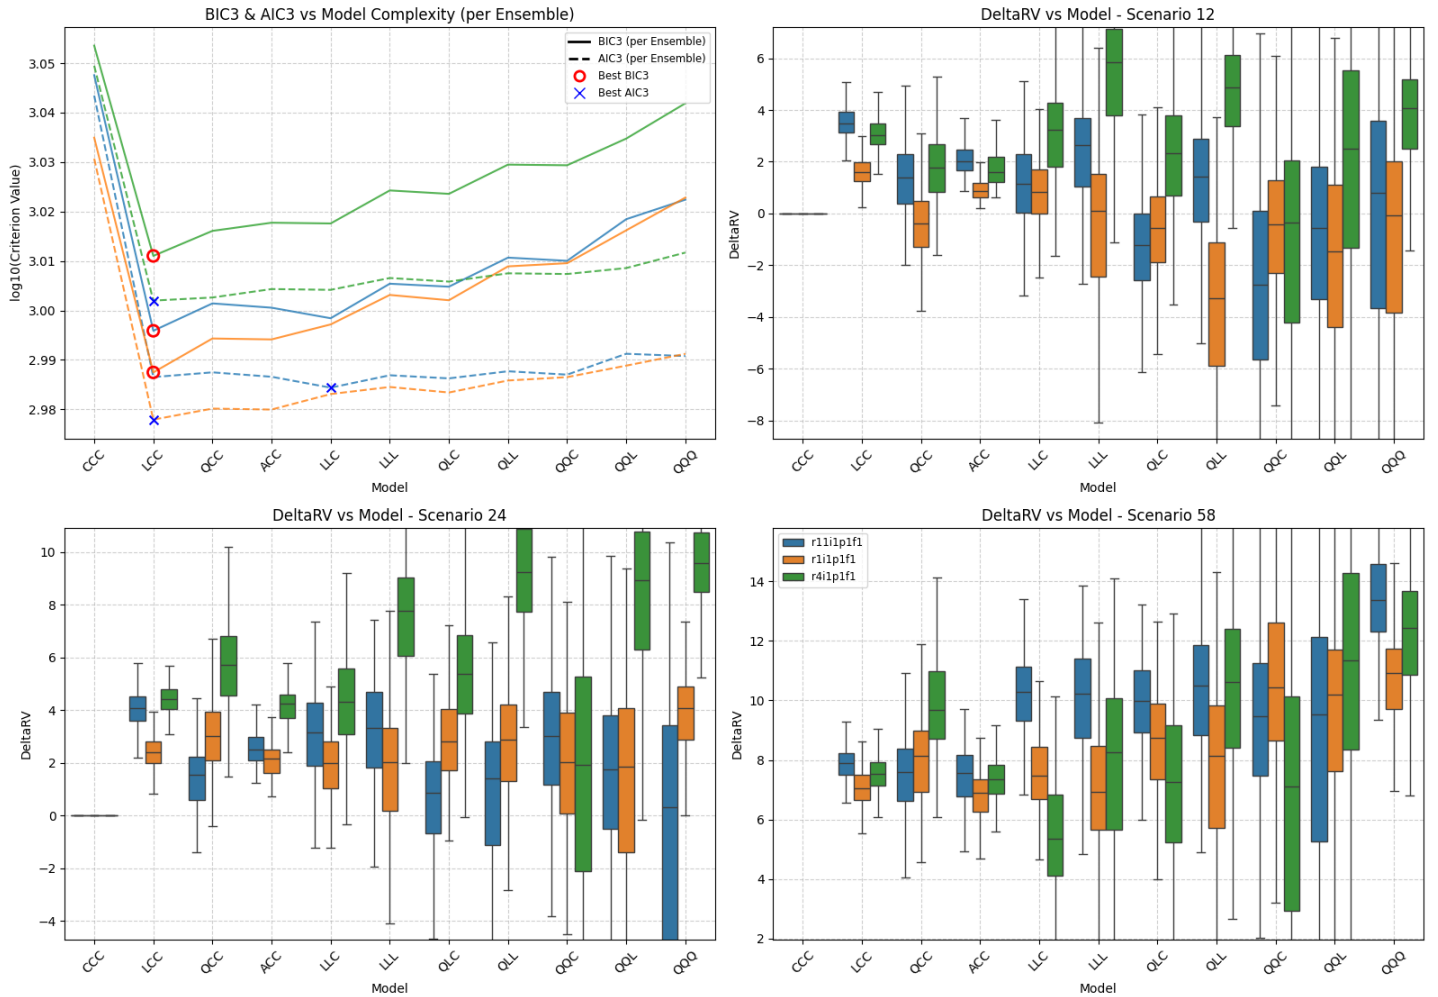 BIC3 & AIC3 vs Model Complexity (per Ensemble)
BIC3 (per Ensemble)
AIC3 (per Ensemble)
Best BIC3
Best AIC3
log10(Criterion Value)
3.05
3.04
3.03
3.02
3.01
3.00
2.99
2.98
CCC
LCC
QCC
ACC
LLC
LLL
QLC
QLL
QQC
QQL
QQQ
Model
DeltaRV vs Model - Scenario 12
DeltaRV
6
4
2
0
−2
−4
−6
−8
CCC
LCC
QCC
ACC
LLC
LLL
QLC
QLL
QQC
QQL
QQQ
Model
DeltaRV vs Model - Scenario 24
DeltaRV
10
8
6
4
2
0
−2
−4
CCC
LCC
QCC
ACC
LLC
LLL
QLC
QLL
QQC
QQL
QQQ
Model
DeltaRV vs Model - Scenario 58
r11i1p1f1
r1i1p1f1
r4i1p1f1
DeltaRV
14
12
10
8
6
4
2
CCC
LCC
QCC
ACC
LLC
LLL
QLC
QLL
QQC
QQL
QQQ
Model